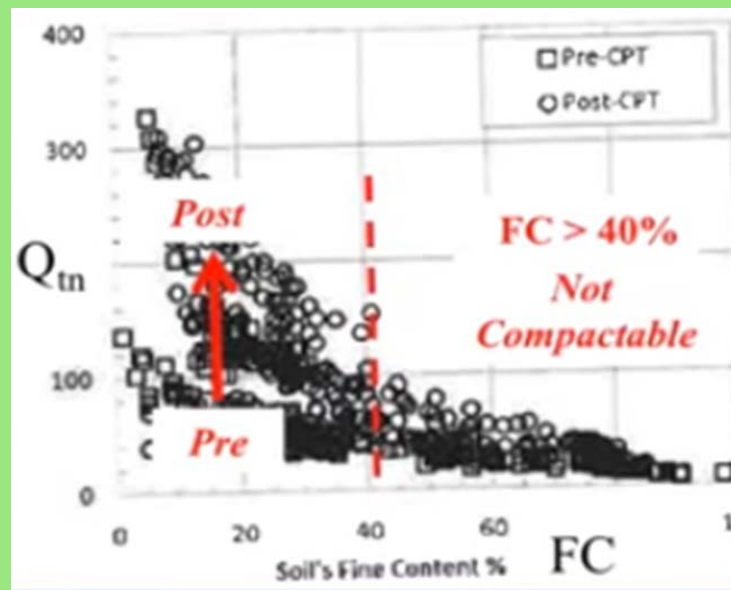 400
Pre-CPT
Post-CPT
300
Post
FC > 40%
Not
Compactable
Qtn
100
Pre
0
0 20 40 60 1
Soil's Fine Content % FC